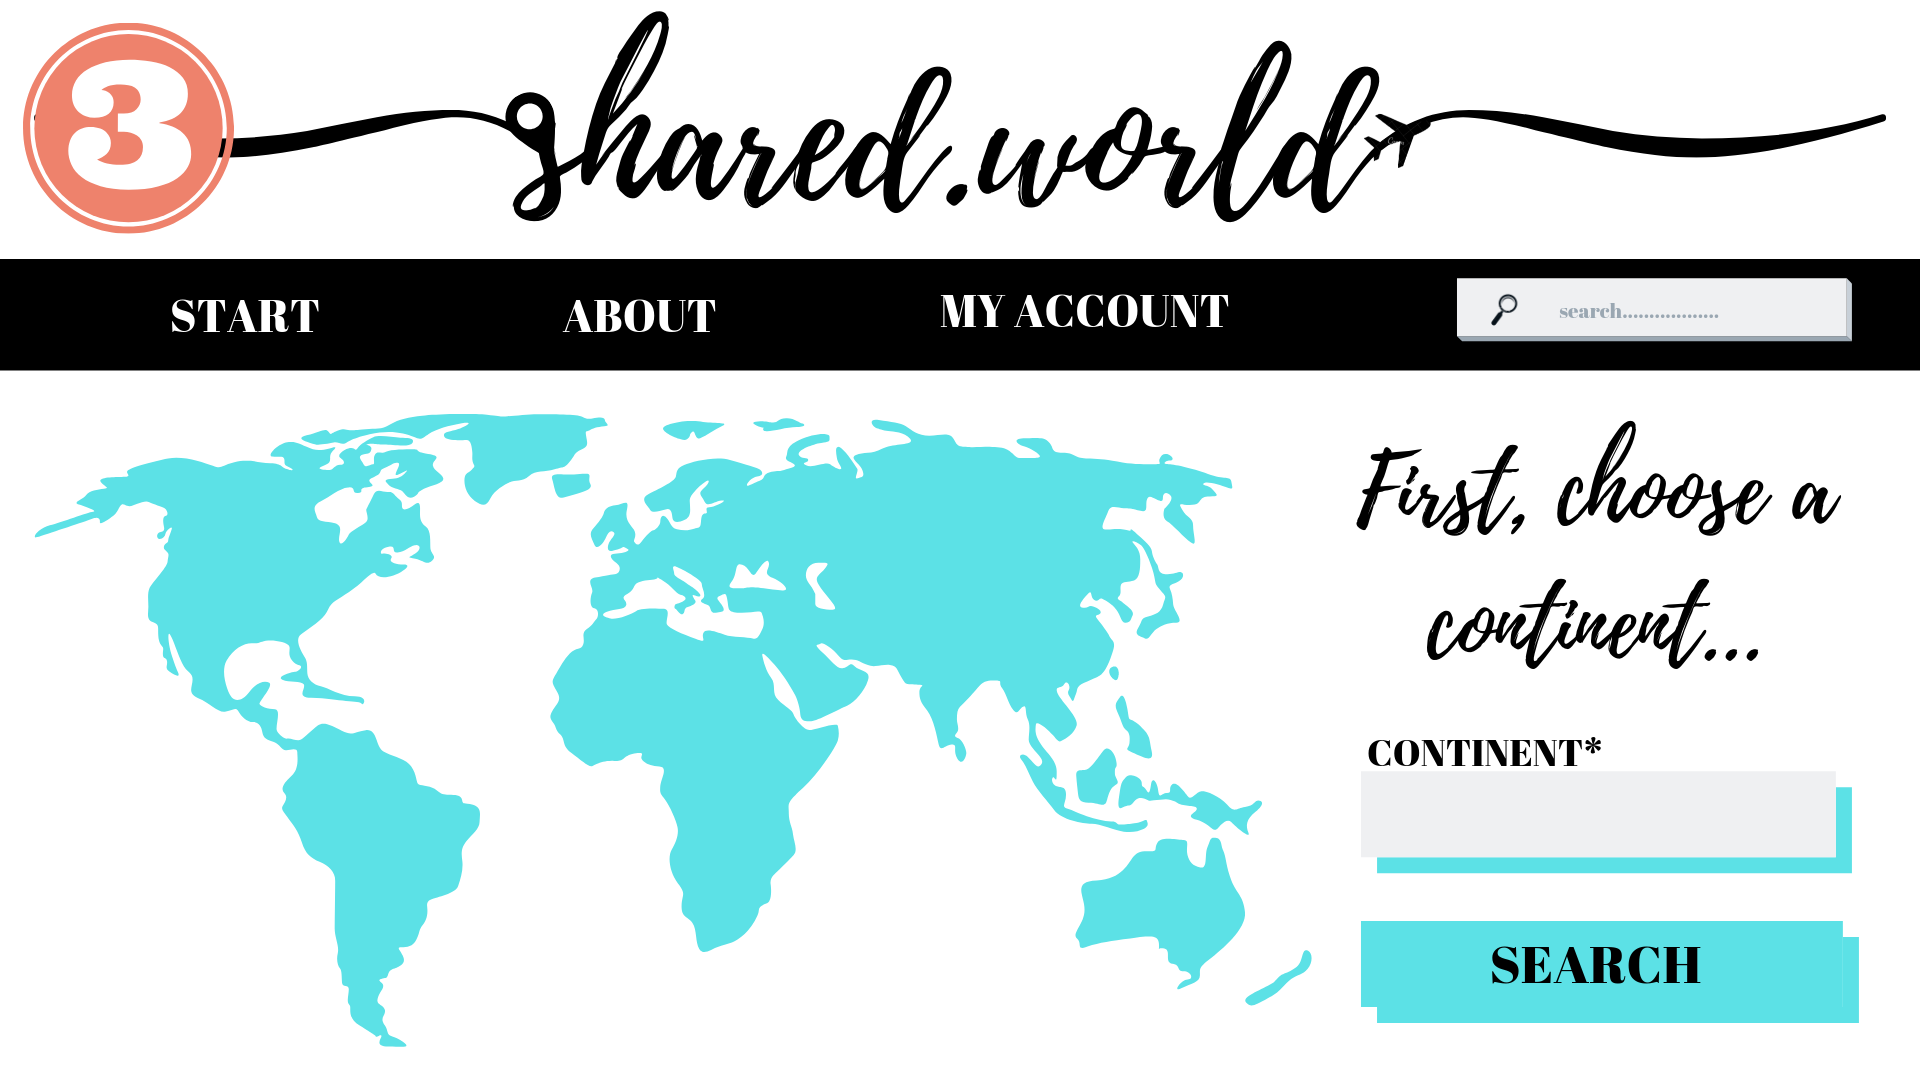 3
shared.world
START
ABOUT
MY ACCOUNT
search..................
First, choose a
continent...
CONTINENT*
SEARCH